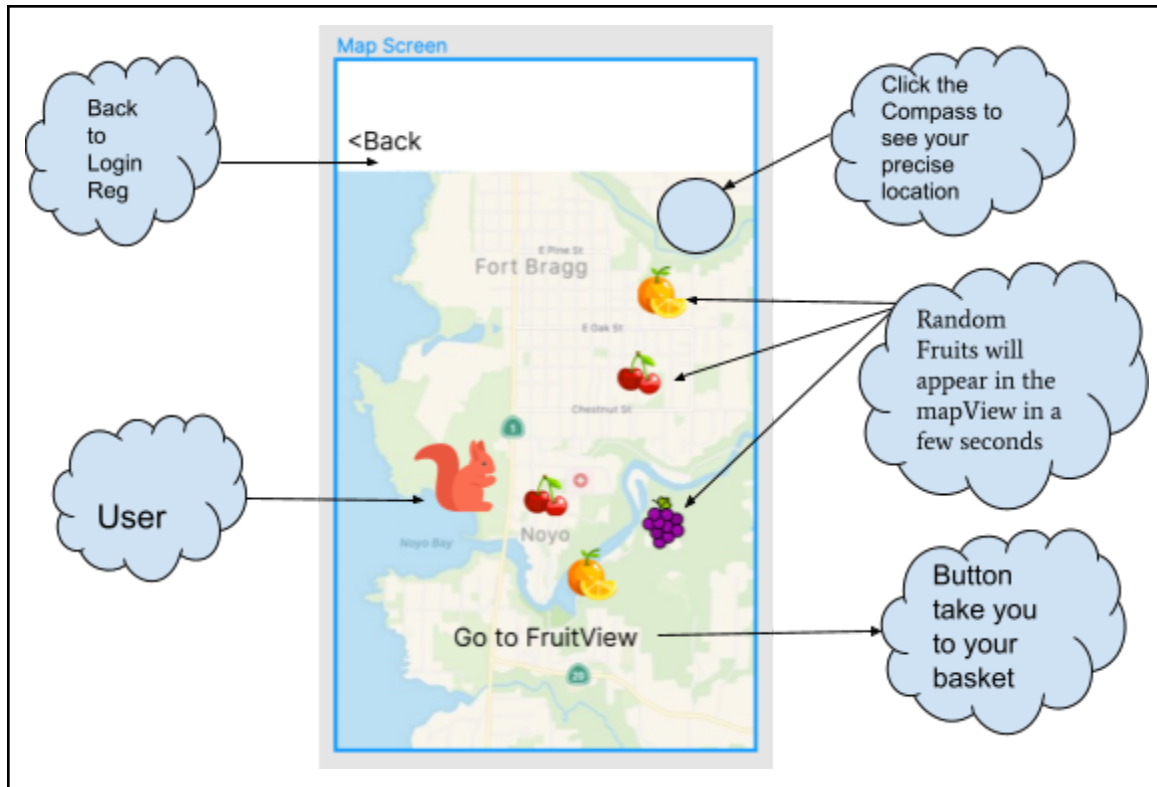 Map Screen
Back
to
Login
Reg
<Back
Click the
Compass to
see your
precise
location
E Pine St
Fort Bragg
E Oak St
Random
Fruits will
appear in the
mapView in a
few seconds
Chestnut St
1
User
Noyo
Noyo Bay
Go to FruitView
Button
take you
to your
basket
20